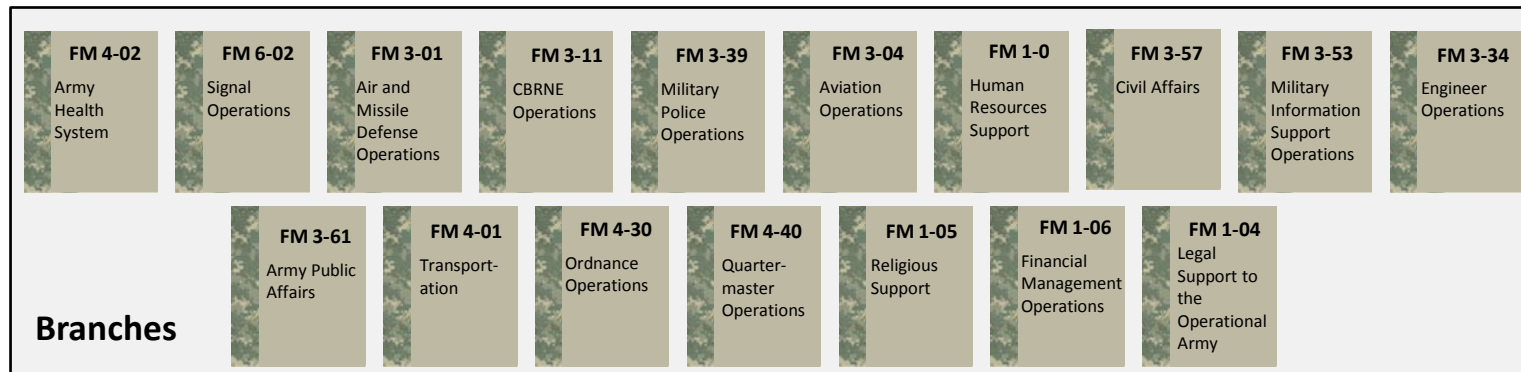 FM 4-02
Army
Health
System
FM 6-02
Signal
Operations
FM 3-01
Air and
Missile
Defense
Operations
FM 3-11
CBRNE
Operations
FM 3-39
Military
Police
Operations
FM 3-04
Aviation
Operations
FM 1-0
Human
Resources
Support
FM 3-57
Civil Affairs
FM 3-53
Military
Information
Support
Operations
FM 3-34
Engineer
Operations
FM 3-61
Army Public
Affairs
FM 4-01
Transport-
ation
FM 4-30
Ordnance
Operations
FM 4-40
Quarter-
master
Operations
FM 1-05
Religious
Support
FM 1-06
Financial
Management
Operations
FM 1-04
Legal
Support to
the
Operational
Army
Branches